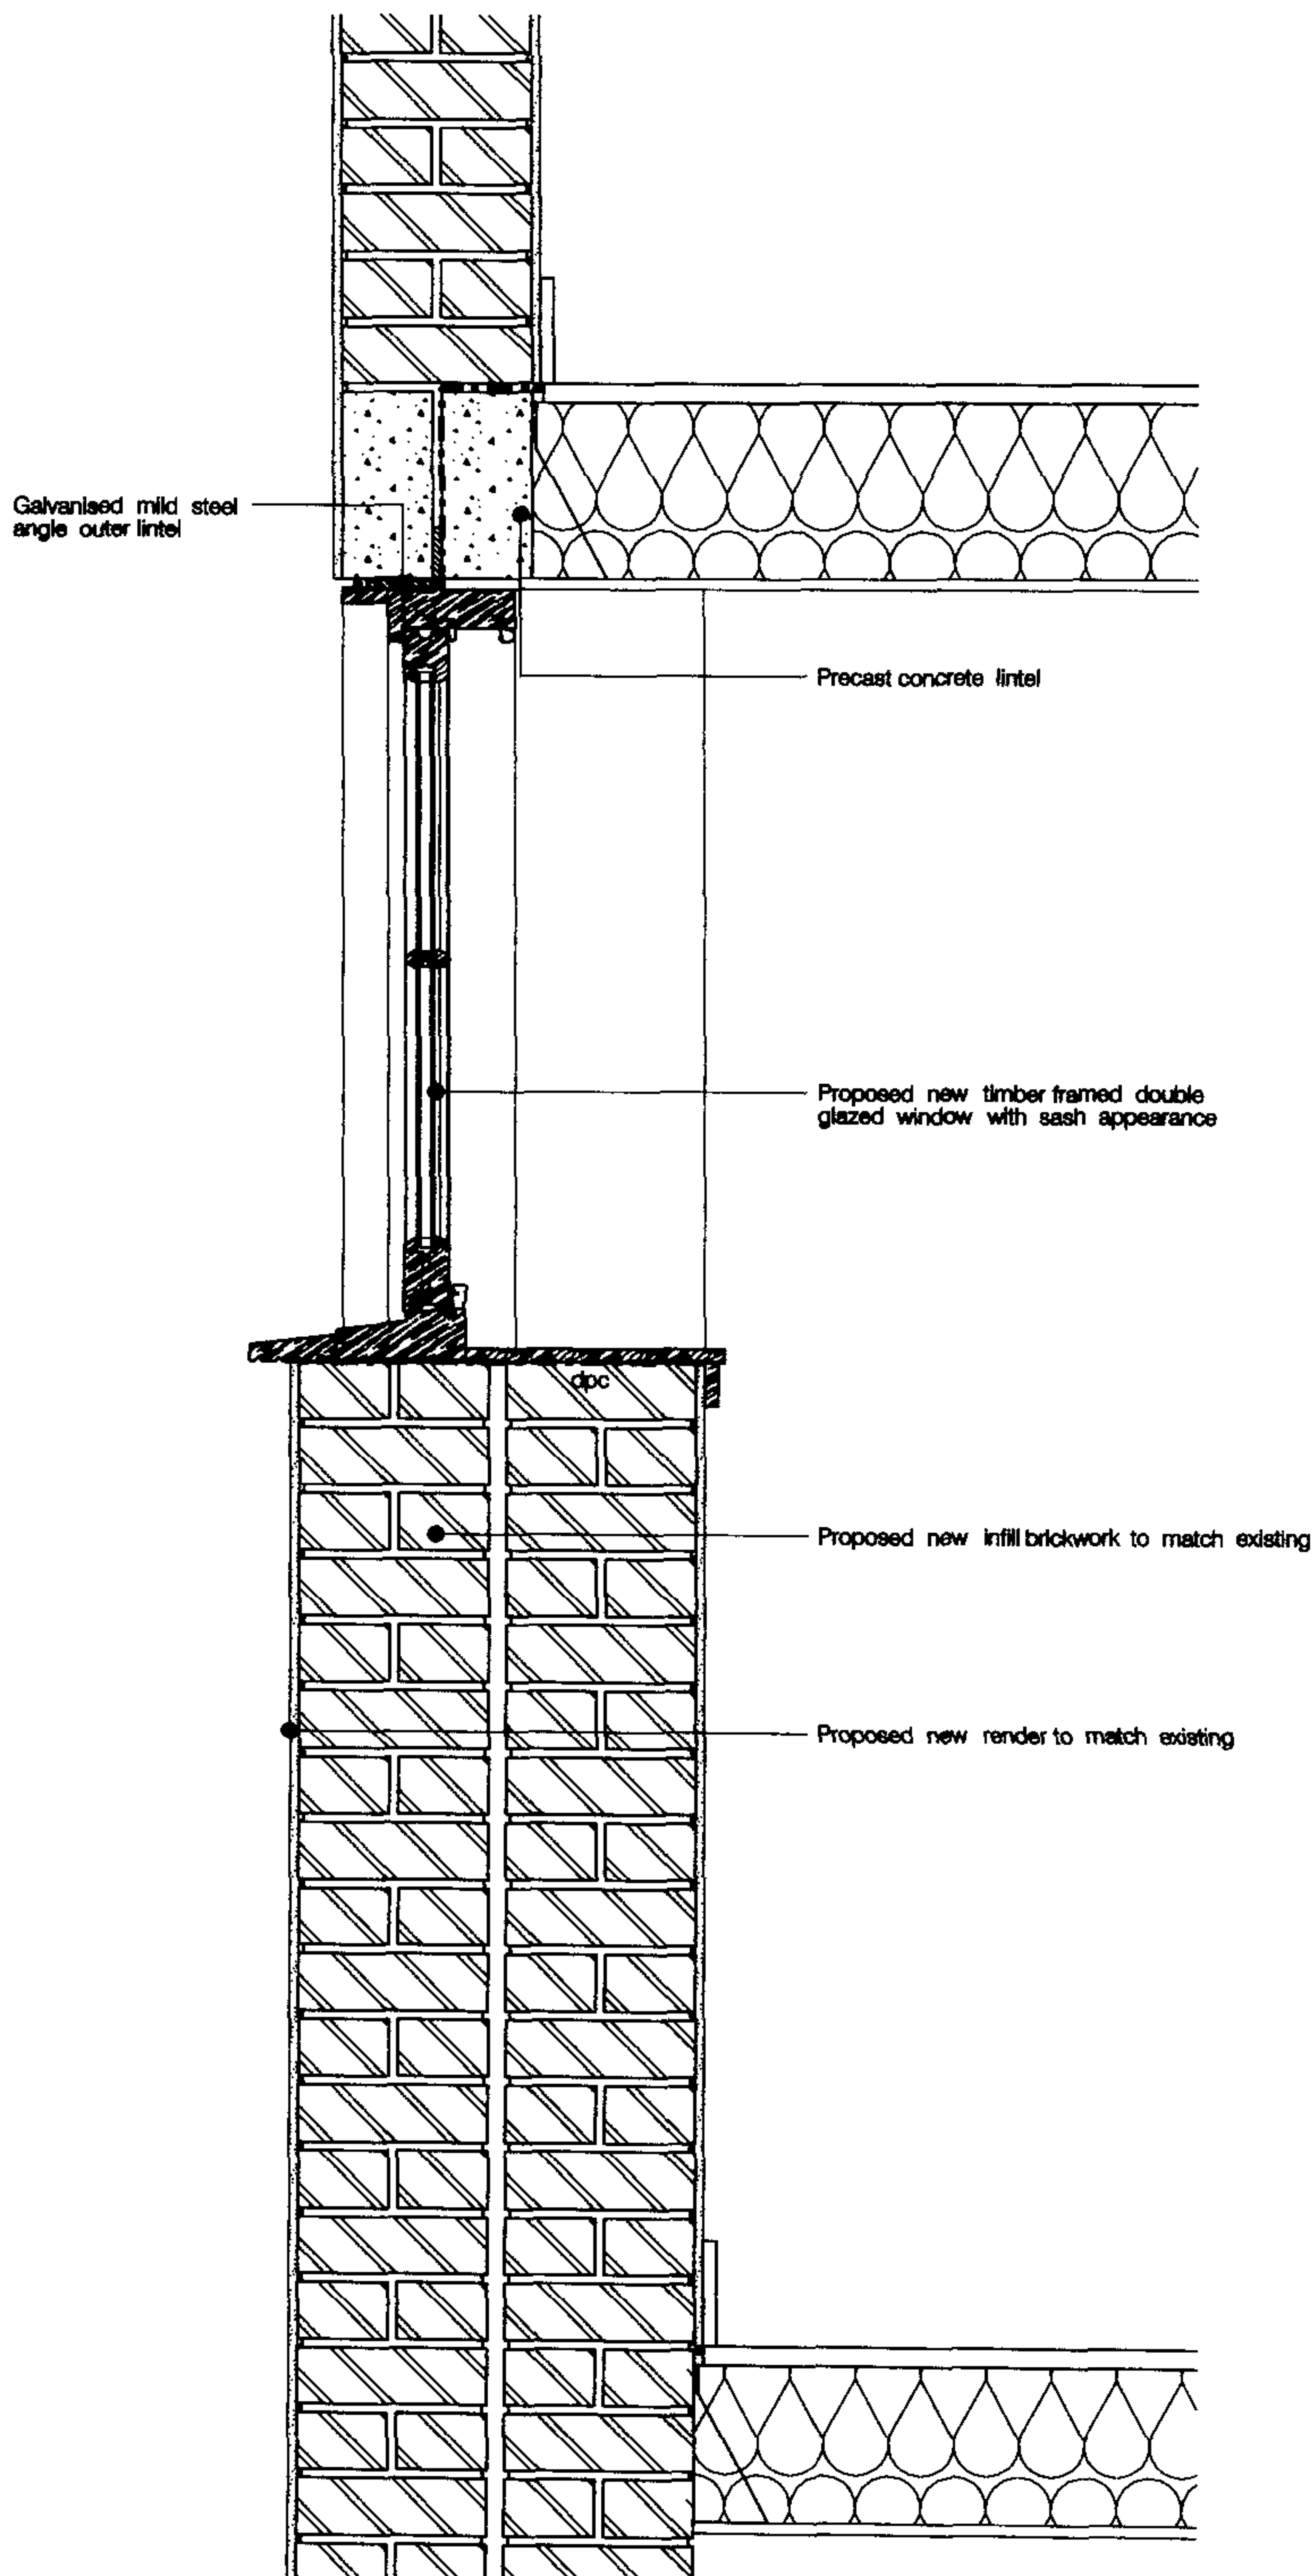 Galvanised mild steel
angle outer lintel
Precast concrete lintel
Proposed new timber framed double
glazed window with sash appearance
dpc
Proposed new infill brickwork to match existing
Proposed new render to match existing